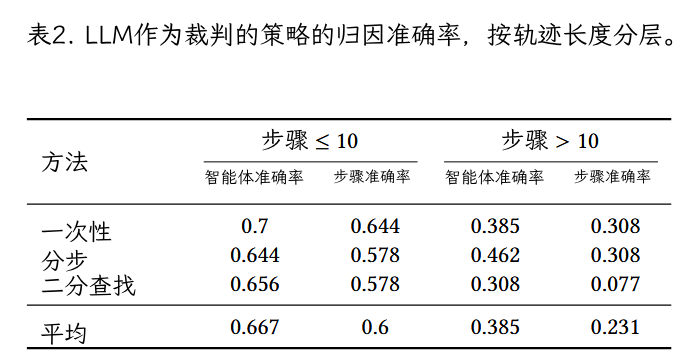 表2. LLM作为裁判的策略的归因准确率，按轨迹长度分层。
方法 步骤 ≤ 10 步骤 > 10
智能体准确率 步骤准确率 智能体准确率 步骤准确率
一次性 0.7 0.644 0.385 0.308
分步 0.644 0.578 0.462 0.308
二分查找 0.656 0.578 0.308 0.077
平均 0.667 0.6 0.385 0.231